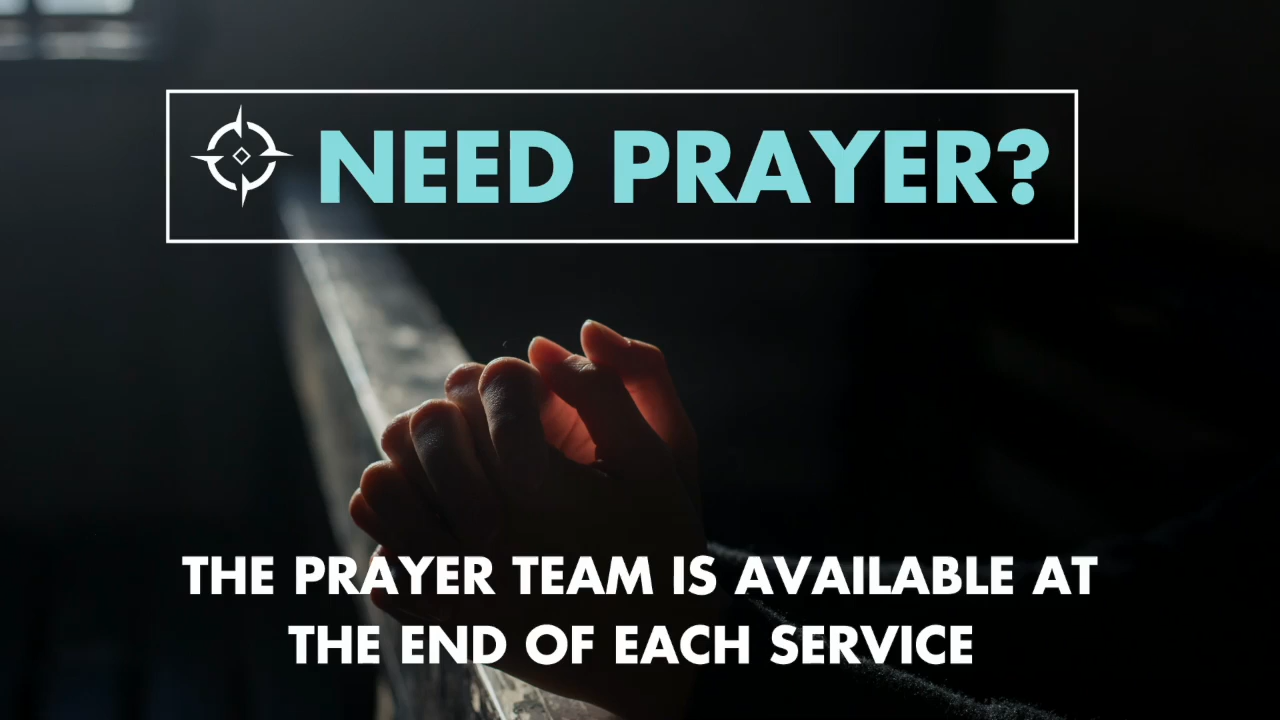 NEED PRAYER?
THE PRAYER TEAM IS AVAILABLE AT
THE END OF EACH SERVICE